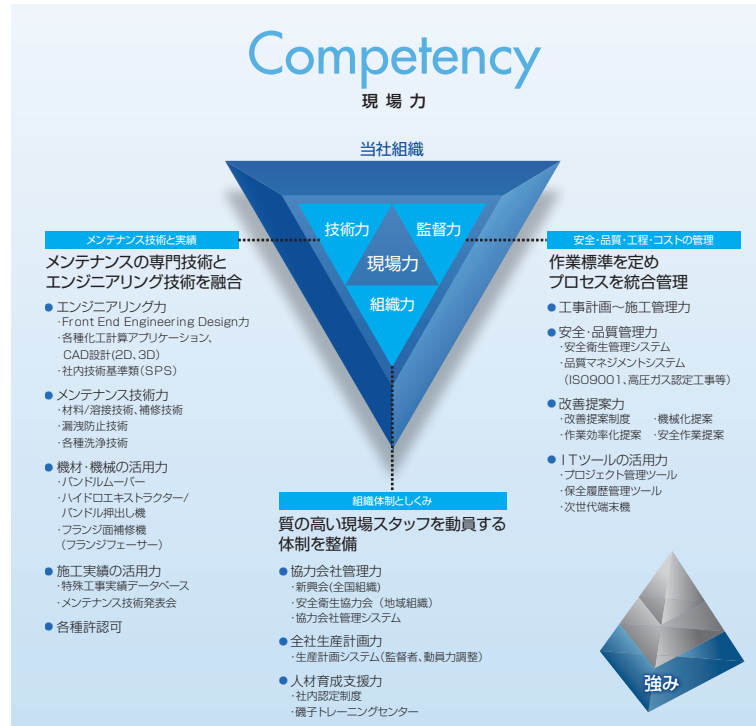 Competency
現場力
当社組織
技術力
監督力
現場力
組織力
メンテナンス技術と実績
メンテナンスの専門技術と
エンジニアリング技術を融合
● エンジニアリング力
・Front End Engineering Design力
・各種化工計算アプリケーション、
CAD設計(2D、3D)
・社内技術基準類(SPS)
● メンテナンス技術力
・材料/溶接技術、補修技術
・漏洩防止技術
・各種洗浄技術
● 機材・機械の活用力
・バンドルムーバー
・ハイドロエキストラクター/
バンドル押出し機
・フランジ面補修機
(フランジフェーサー)
● 施工実績の活用力
・特殊工事実績データベース
・メンテナンス技術発表会
● 各種許認可
組織体制としくみ
質の高い現場スタッフを動員する
体制を整備
● 協力会社管理力
・新興会(全国組織)
・安全衛生協力会（地域組織）
・協力会社管理システム
● 全社生産計画力
・生産計画システム(監督者、動員力調整)
● 人材育成支援力
・社内認定制度
・磯子トレーニングセンター
安全・品質・工程・コストの管理
作業標準を定め
プロセスを統合管理
● 工事計画～施工管理力
● 安全・品質管理力
・安全衛生管理システム
・品質マネジメントシステム
(ISO9001、高圧ガス認定工事等)
● 改善提案力
・改善提案制度 ・機械化提案
・作業効率化提案 ・安全作業提案
● ITツールの活用力
・プロジェクト管理ツール
・保全履歴管理ツール
・次世代端末機
強み